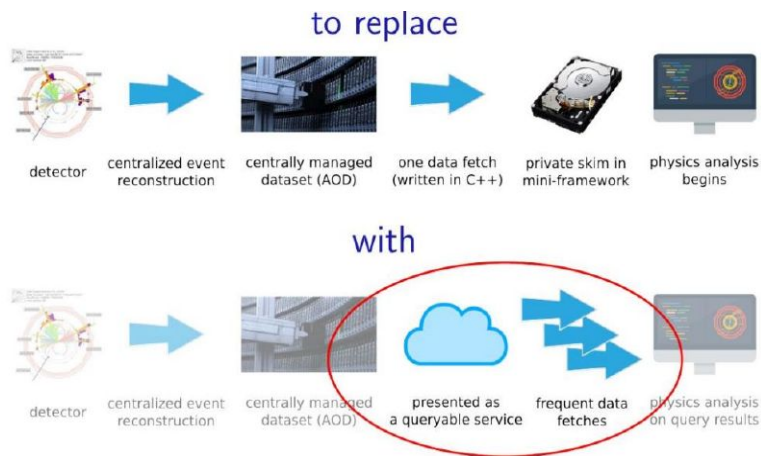 to replace
detector
centralized event
reconstruction
centrally managed
dataset (AOD)
one data fetch
(written in C++)
private skim in
mini-framework
physics analysis
begins
with
detector
centralized event
reconstruction
centrally managed
dataset (AOD)
presented as
a queryable service
frequent data
fetches
physics analysis
on query results